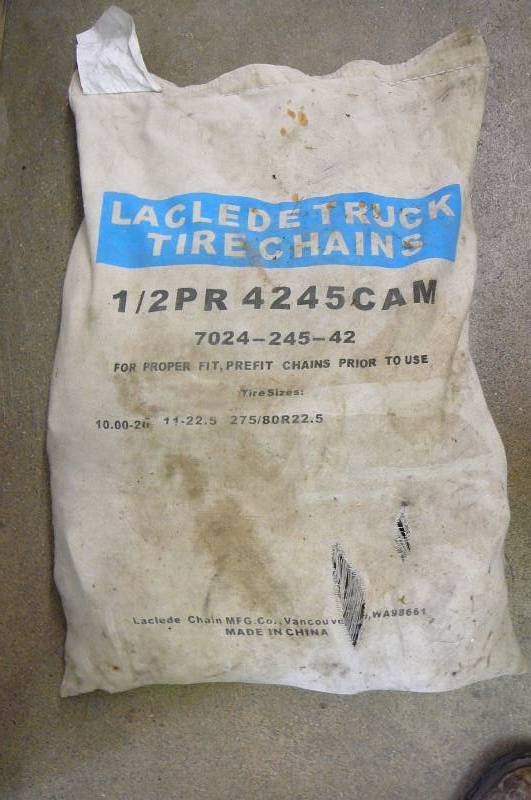 LACLEDE TRUCK
TIRE CHAINS
1/2PR 4245CAM
7024-245-42
FOR PROPER FIT, PREFIT CHAINS PRIOR TO USE
Tire Sizes:
10.00-20 11-22.5 275/80R22.5
Laclede Chain MFG. Co., Vancouver, WA98661
MADE IN CHINA